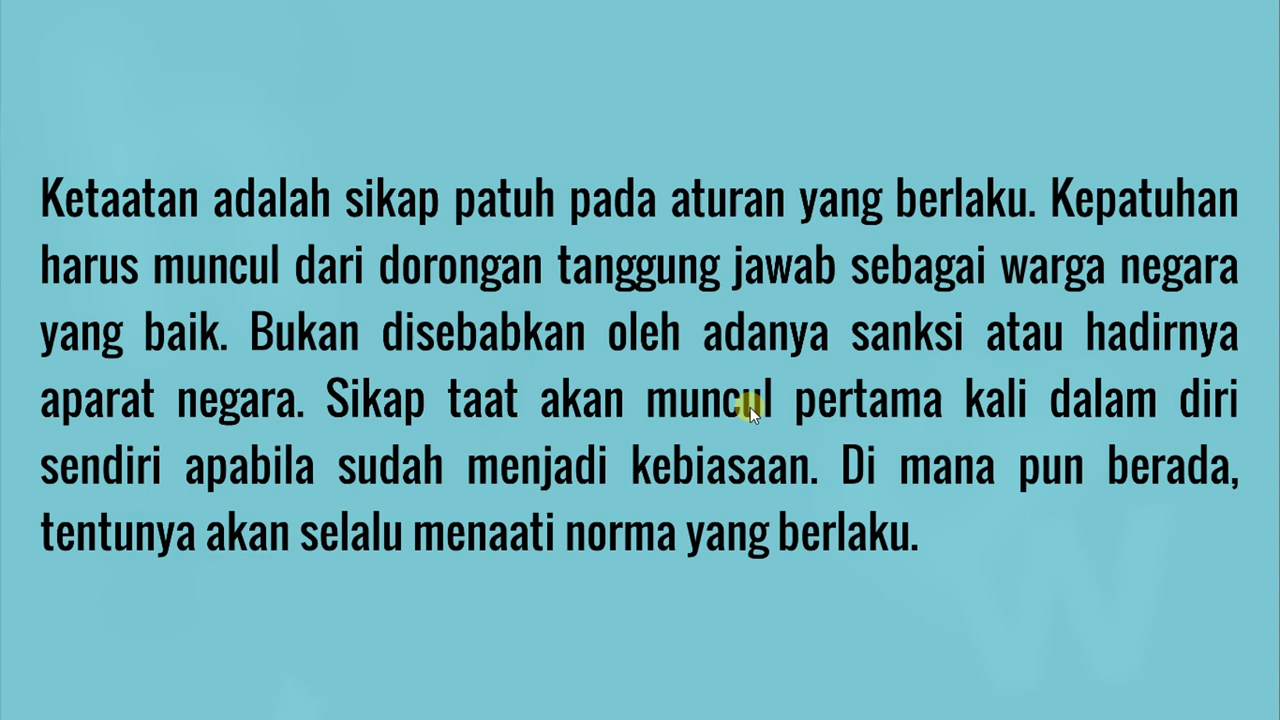 Ketaatan adalah sikap patuh pada aturan yang berlaku. Kepatuhan
harus muncul dari dorongan tanggung jawab sebagai warga negara
yang baik. Bukan disebabkan oleh adanya sanksi atau hadirnya
aparat negara. Sikap taat akan muncul pertama kali dalam diri
sendiri apabila sudah menjadi kebiasaan. Di mana pun berada,
tentunya akan selalu menaati norma yang berlaku.